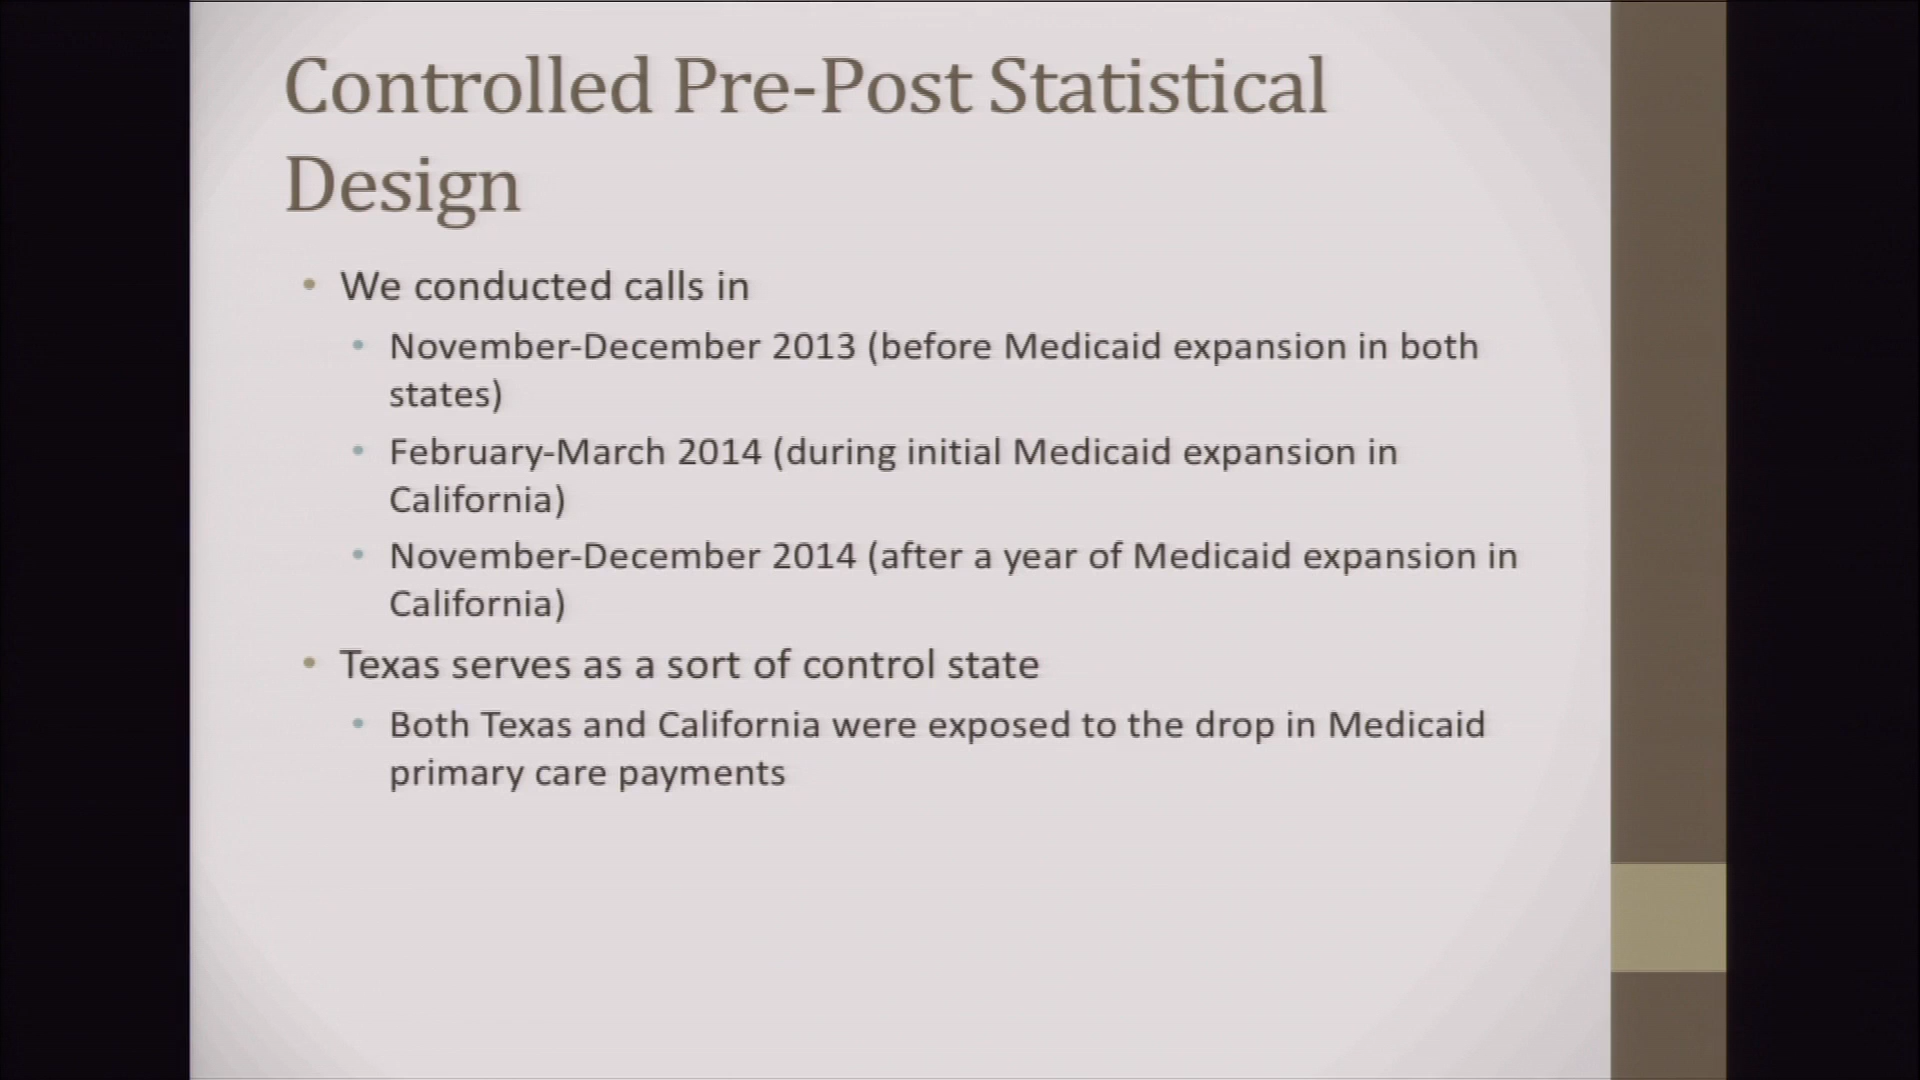 Controlled Pre-Post Statistical
Design
• We conducted calls in
• November-December 2013 (before Medicaid expansion in both
states)
• February-March 2014 (during initial Medicaid expansion in
California)
• November-December 2014 (after a year of Medicaid expansion in
California)
• Texas serves as a sort of control state
• Both Texas and California were exposed to the drop in Medicaid
primary care payments